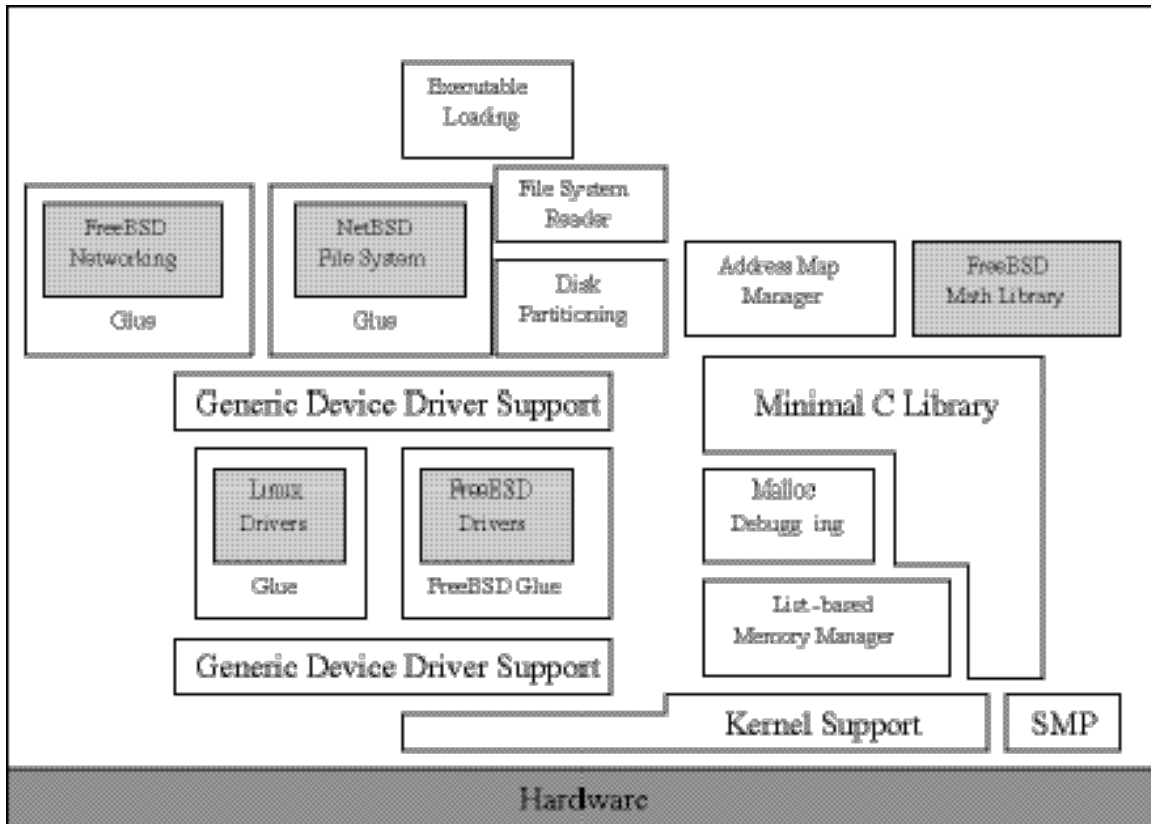 Executable
Loading
File System
Reader
FreeBSD
Networking
Glue
NetBSD
File System
Glue
Disk
Partitioning
Address Map
Manager
FreeBSD
Math Library
Generic Device Driver Support
Minimal C Library
Linux
Drivers
Glue
FreeBSD
Drivers
FreeBSD Glue
Malloc
Debugg ing
List-based
Memory Manager
Generic Device Driver Support
Kernel Support
SMP
Hardware